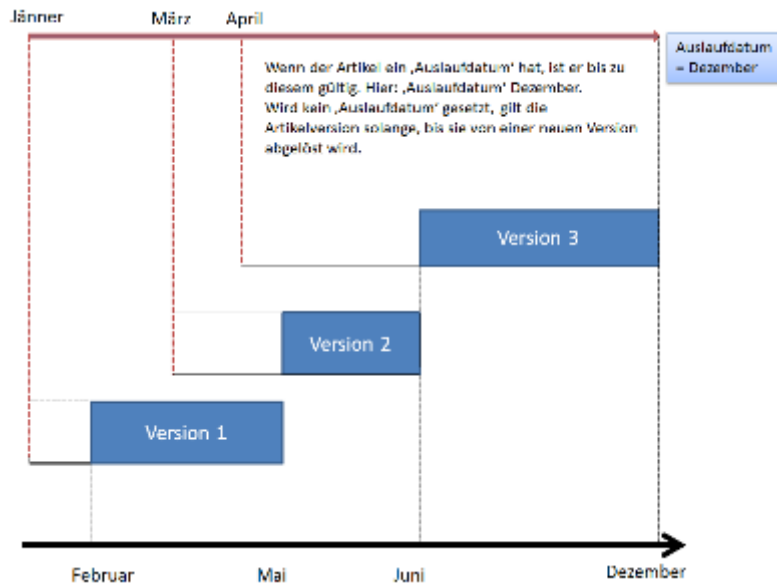 Jänner
März
April
Auslaufdatum
– Dezember
Wenn der Artikel ein ‚Auslaufdatum' hat, ist er bis zu
diesem gültig. Hier: ‚Auslaufdatum' Dezember.
Wird kein ‚Auslaufdatum' gesetzt, gilt die
Artikelversion solange, bis sie von einer neuen Version
abgelöst wird.
Version 3
Version 2
Version 1
Februar
Mai
Juni
Dezember